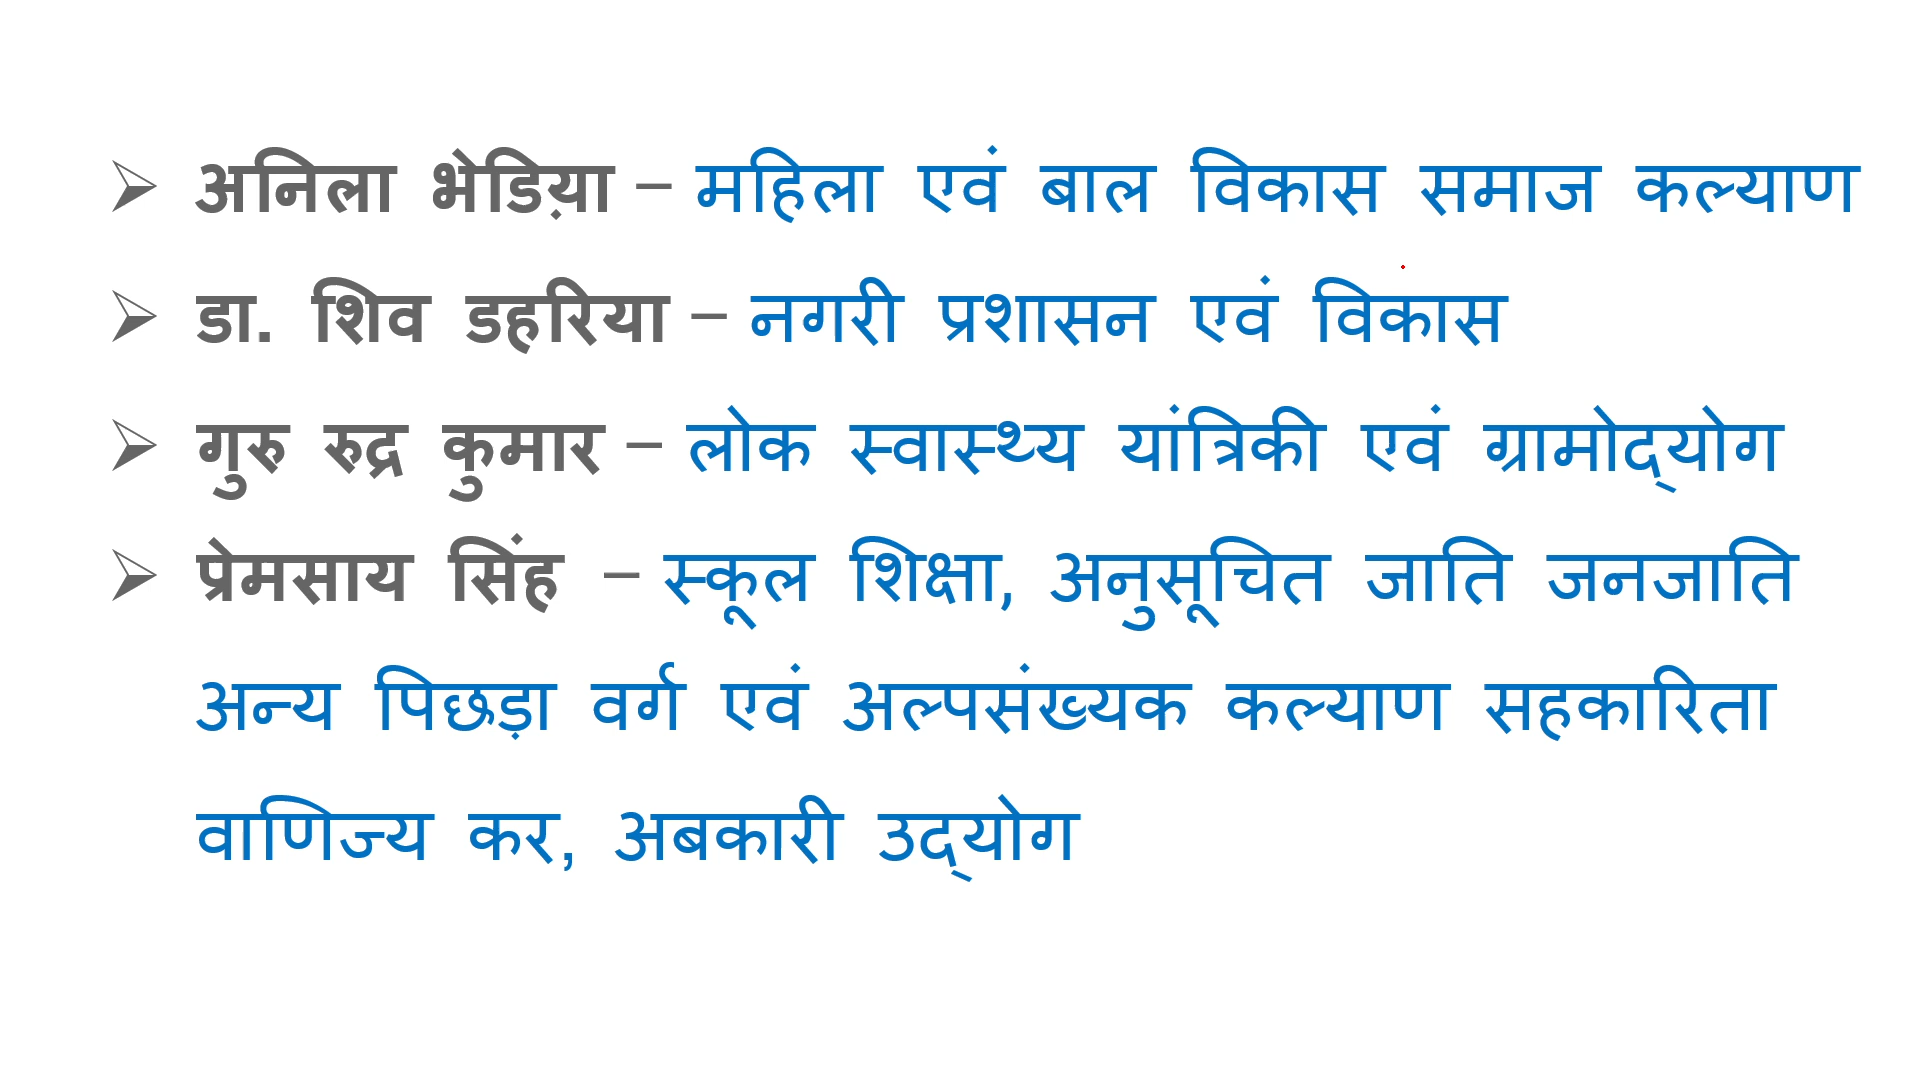 ➢ अनिला भेडिय़ा – महिला एवं बाल विकास समाज कल्याण
➢ डा. शिव डहरिया – नगरी प्रशासन एवं विकास
➢ गुरु रुद्र कुमार – लोक स्वास्थ्य यांत्रिकी एवं ग्रामोद्योग
➢ प्रेमसाय सिंह – स्कूल शिक्षा, अनुसूचित जाति जनजाति
अन्य पिछड़ा वर्ग एवं अल्पसंख्यक कल्याण सहकारिता
वाणिज्य कर, अबकारी उद्योग